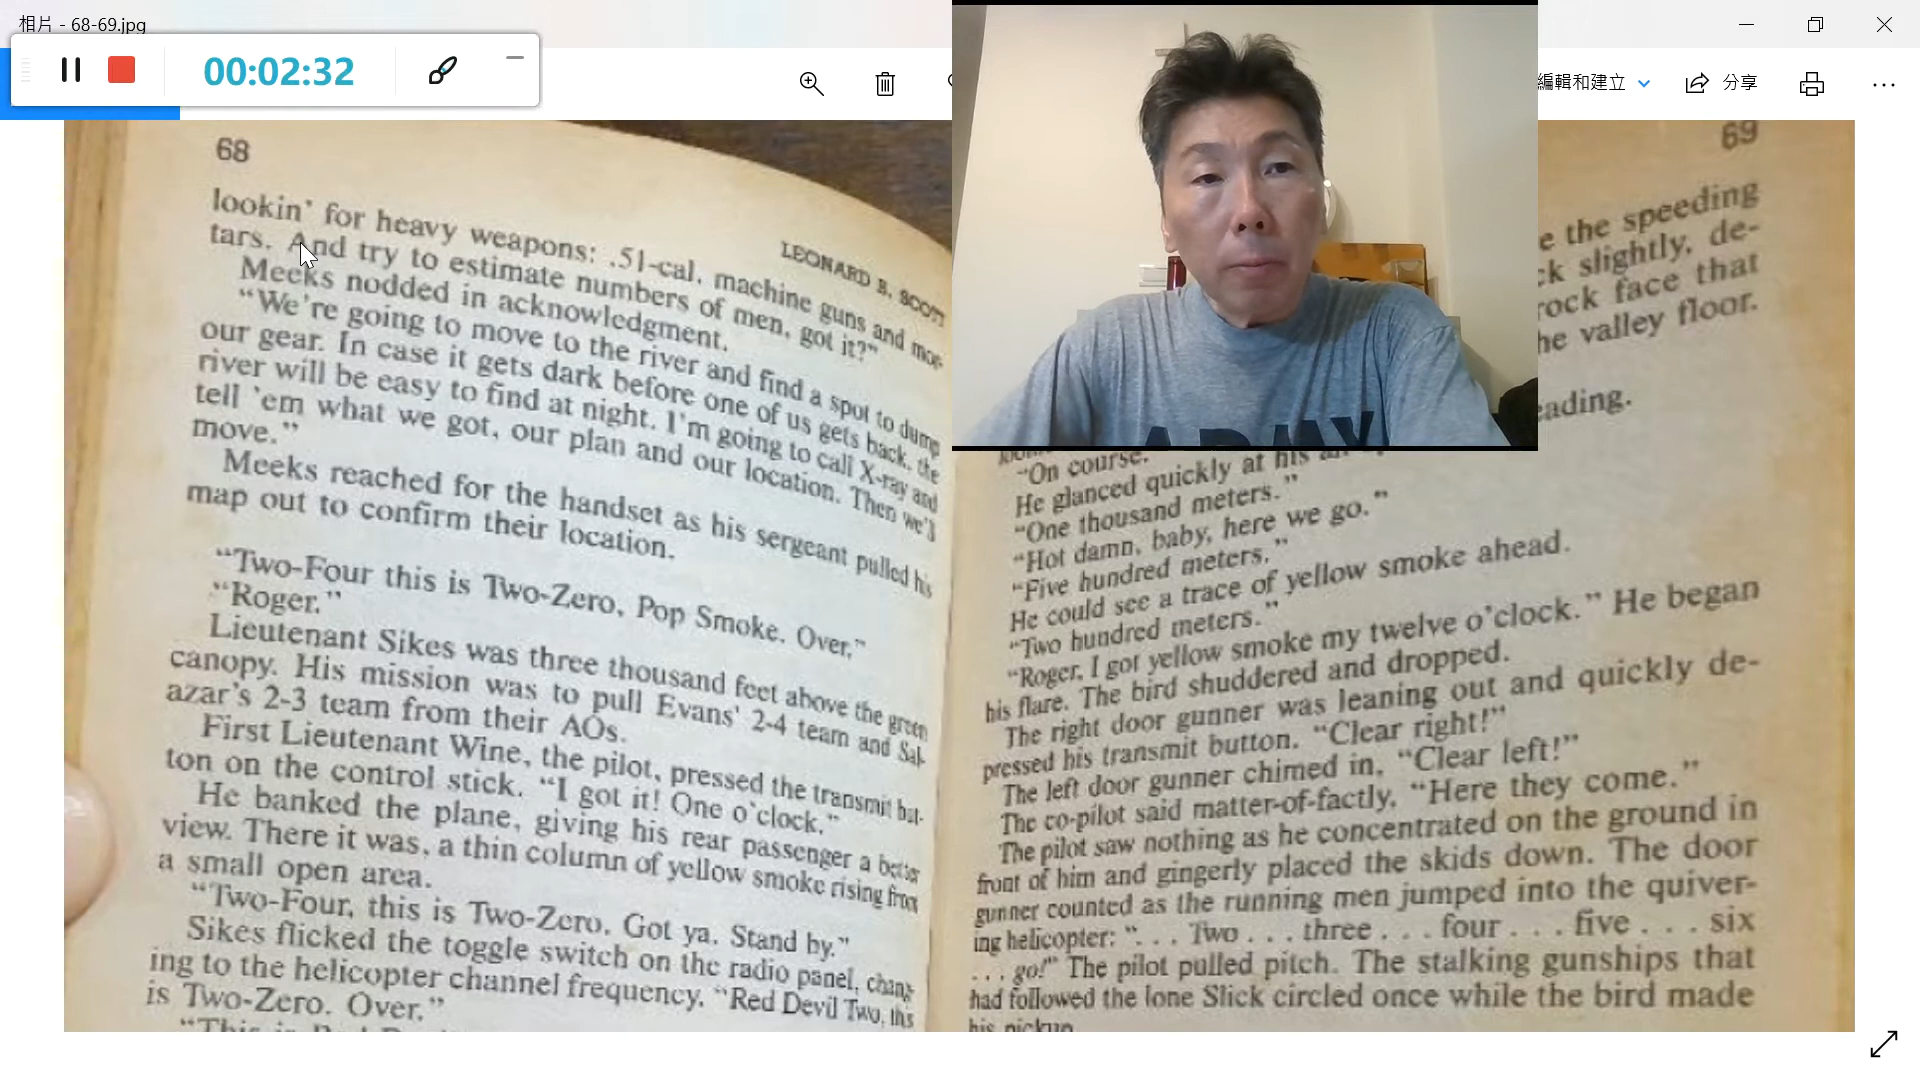 相片 - 68-69.jpg
00:02:32
編輯和建立
分享
68
LEONARD B. SCOTT
lookin' for heavy weapons: .51-cal. machine guns and mor-
tars. And try to estimate numbers of men, got it?"
Meeks nodded in acknowledgment.
"We're going to move to the river and find a spot to dump
our gear. In case it gets dark before one of us gets back, the
river will be easy to find at night. I'm going to call X-ray and
tell 'em what we got, our plan and our location. Then we'll
move."
Meeks reached for the handset as his sergeant pulled his
map out to confirm their location.
"Two-Four this is Two-Zero, Pop Smoke. Over."
"Roger."
Lieutenant Sikes was three thousand feet above the green
canopy. His mission was to pull Evans' 2-4 team and Sal-
azar's 2-3 team from their AOs.
First Lieutenant Wine, the pilot, pressed the transmit but-
ton on the control stick. "I got it! One o'clock."
He banked the plane, giving his rear passenger a better
view. There it was, a thin column of yellow smoke rising from
a small open area.
"Two-Four, this is Two-Zero. Got ya. Stand by."
Sikes flicked the toggle switch on the radio panel, chang-
ing to the helicopter channel frequency. "Red Devil Two, this
is Two-Zero. Over."
"This is
69
the speeding
slightly, de-
rock face that
valley floor.
"On course.
He glanced quickly at his
"One thousand meters."
"Hot damn, baby, here we go."
"Five hundred meters."
He could see a trace of yellow smoke ahead.
"Two hundred meters."
"Roger, I got yellow smoke my twelve o'clock." He began
his flare. The bird shuddered and dropped.
The right door gunner was leaning out and quickly de-
pressed his transmit button. "Clear right!"
The left door gunner chimed in, "Clear left!"
The co-pilot said matter-of-factly, "Here they come."
The pilot saw nothing as he concentrated on the ground in
front of him and gingerly placed the skids down. The door
gunner counted as the running men jumped into the quiver-
ing helicopter: ". . . Two . . . three . . . four . . . five . . . six
. . . go!" The pilot pulled pitch. The stalking gunships that
had followed the lone Slick circled once while the bird made
his pickup.
ARMY